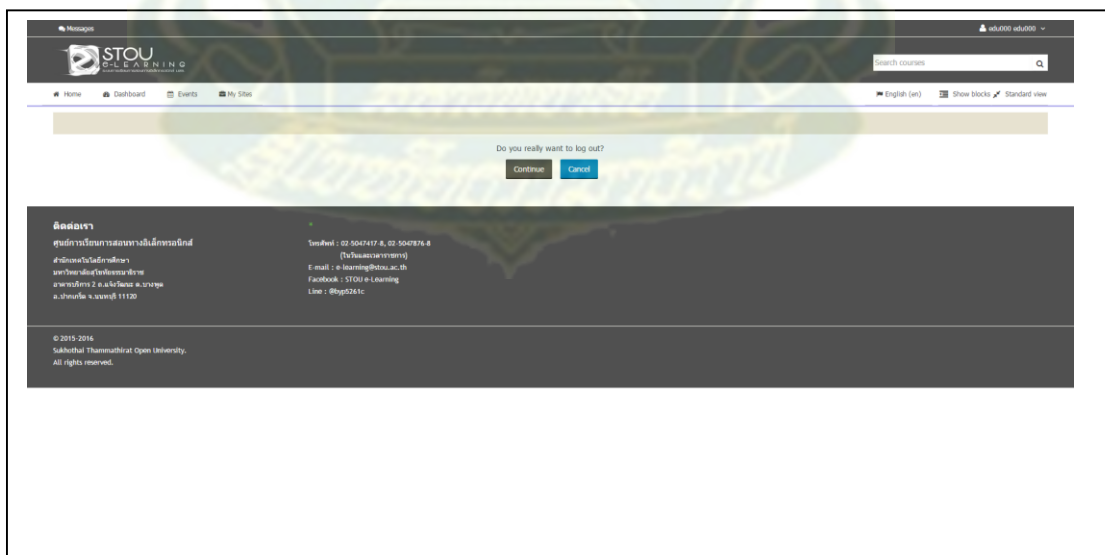 Messages
edu000 edu000
STOU
e-LEARNING
Search courses
Home Dashboard Events My Sites
English (en) Show blocks Standard view
Do you really want to log out?
Continue Cancel
ติดต่อเรา
ศูนย์การเรียนการสอนทางอิเล็กทรอนิกส์
สำนักเทคโนโลยีการศึกษา
มหาวิทยาลัยสุโขทัยธรรมาธิราช
อาคารบริการ 2 ถ.แจ้งวัฒนะ ต.บางพูด
อ.ปากเกร็ด จ.นนทบุรี 11120
โทรศัพท์ : 02-5047417-8, 02-5047876-8
(ในวันและเวลาราชการ)
E-mail : e-learning@stou.ac.th
Facebook : STOU e-Learning
Line : @byp5261c
© 2015-2016
Sukhothai Thammathirat Open University.
All rights reserved.